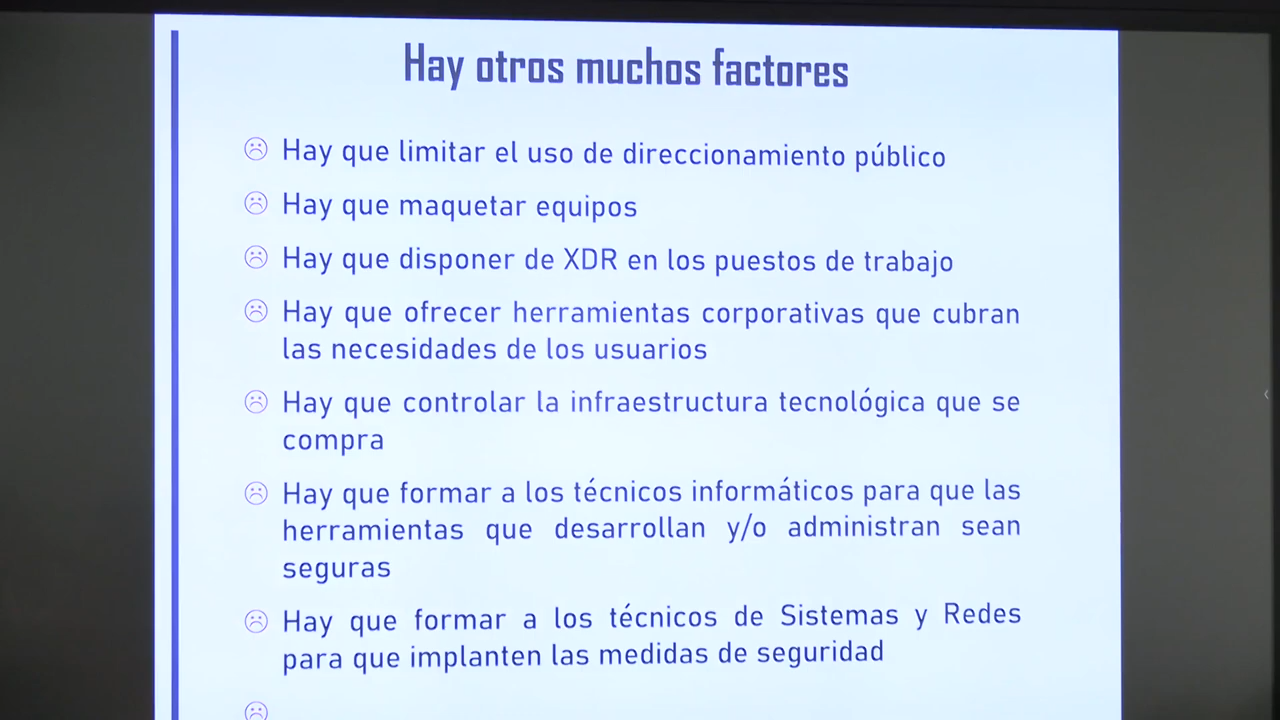 Hay otros muchos factores
Hay que limitar el uso de direccionamiento público
Hay que maquetar equipos
Hay que disponer de XDR en los puestos de trabajo
Hay que ofrecer herramientas corporativas que cubran
las necesidades de los usuarios
Hay que controlar la infraestructura tecnológica que se
compra
Hay que formar a los técnicos informáticos para que las
herramientas que desarrollan y/o administran sean
seguras
Hay que formar a los técnicos de Sistemas y Redes
para que implanten las medidas de seguridad